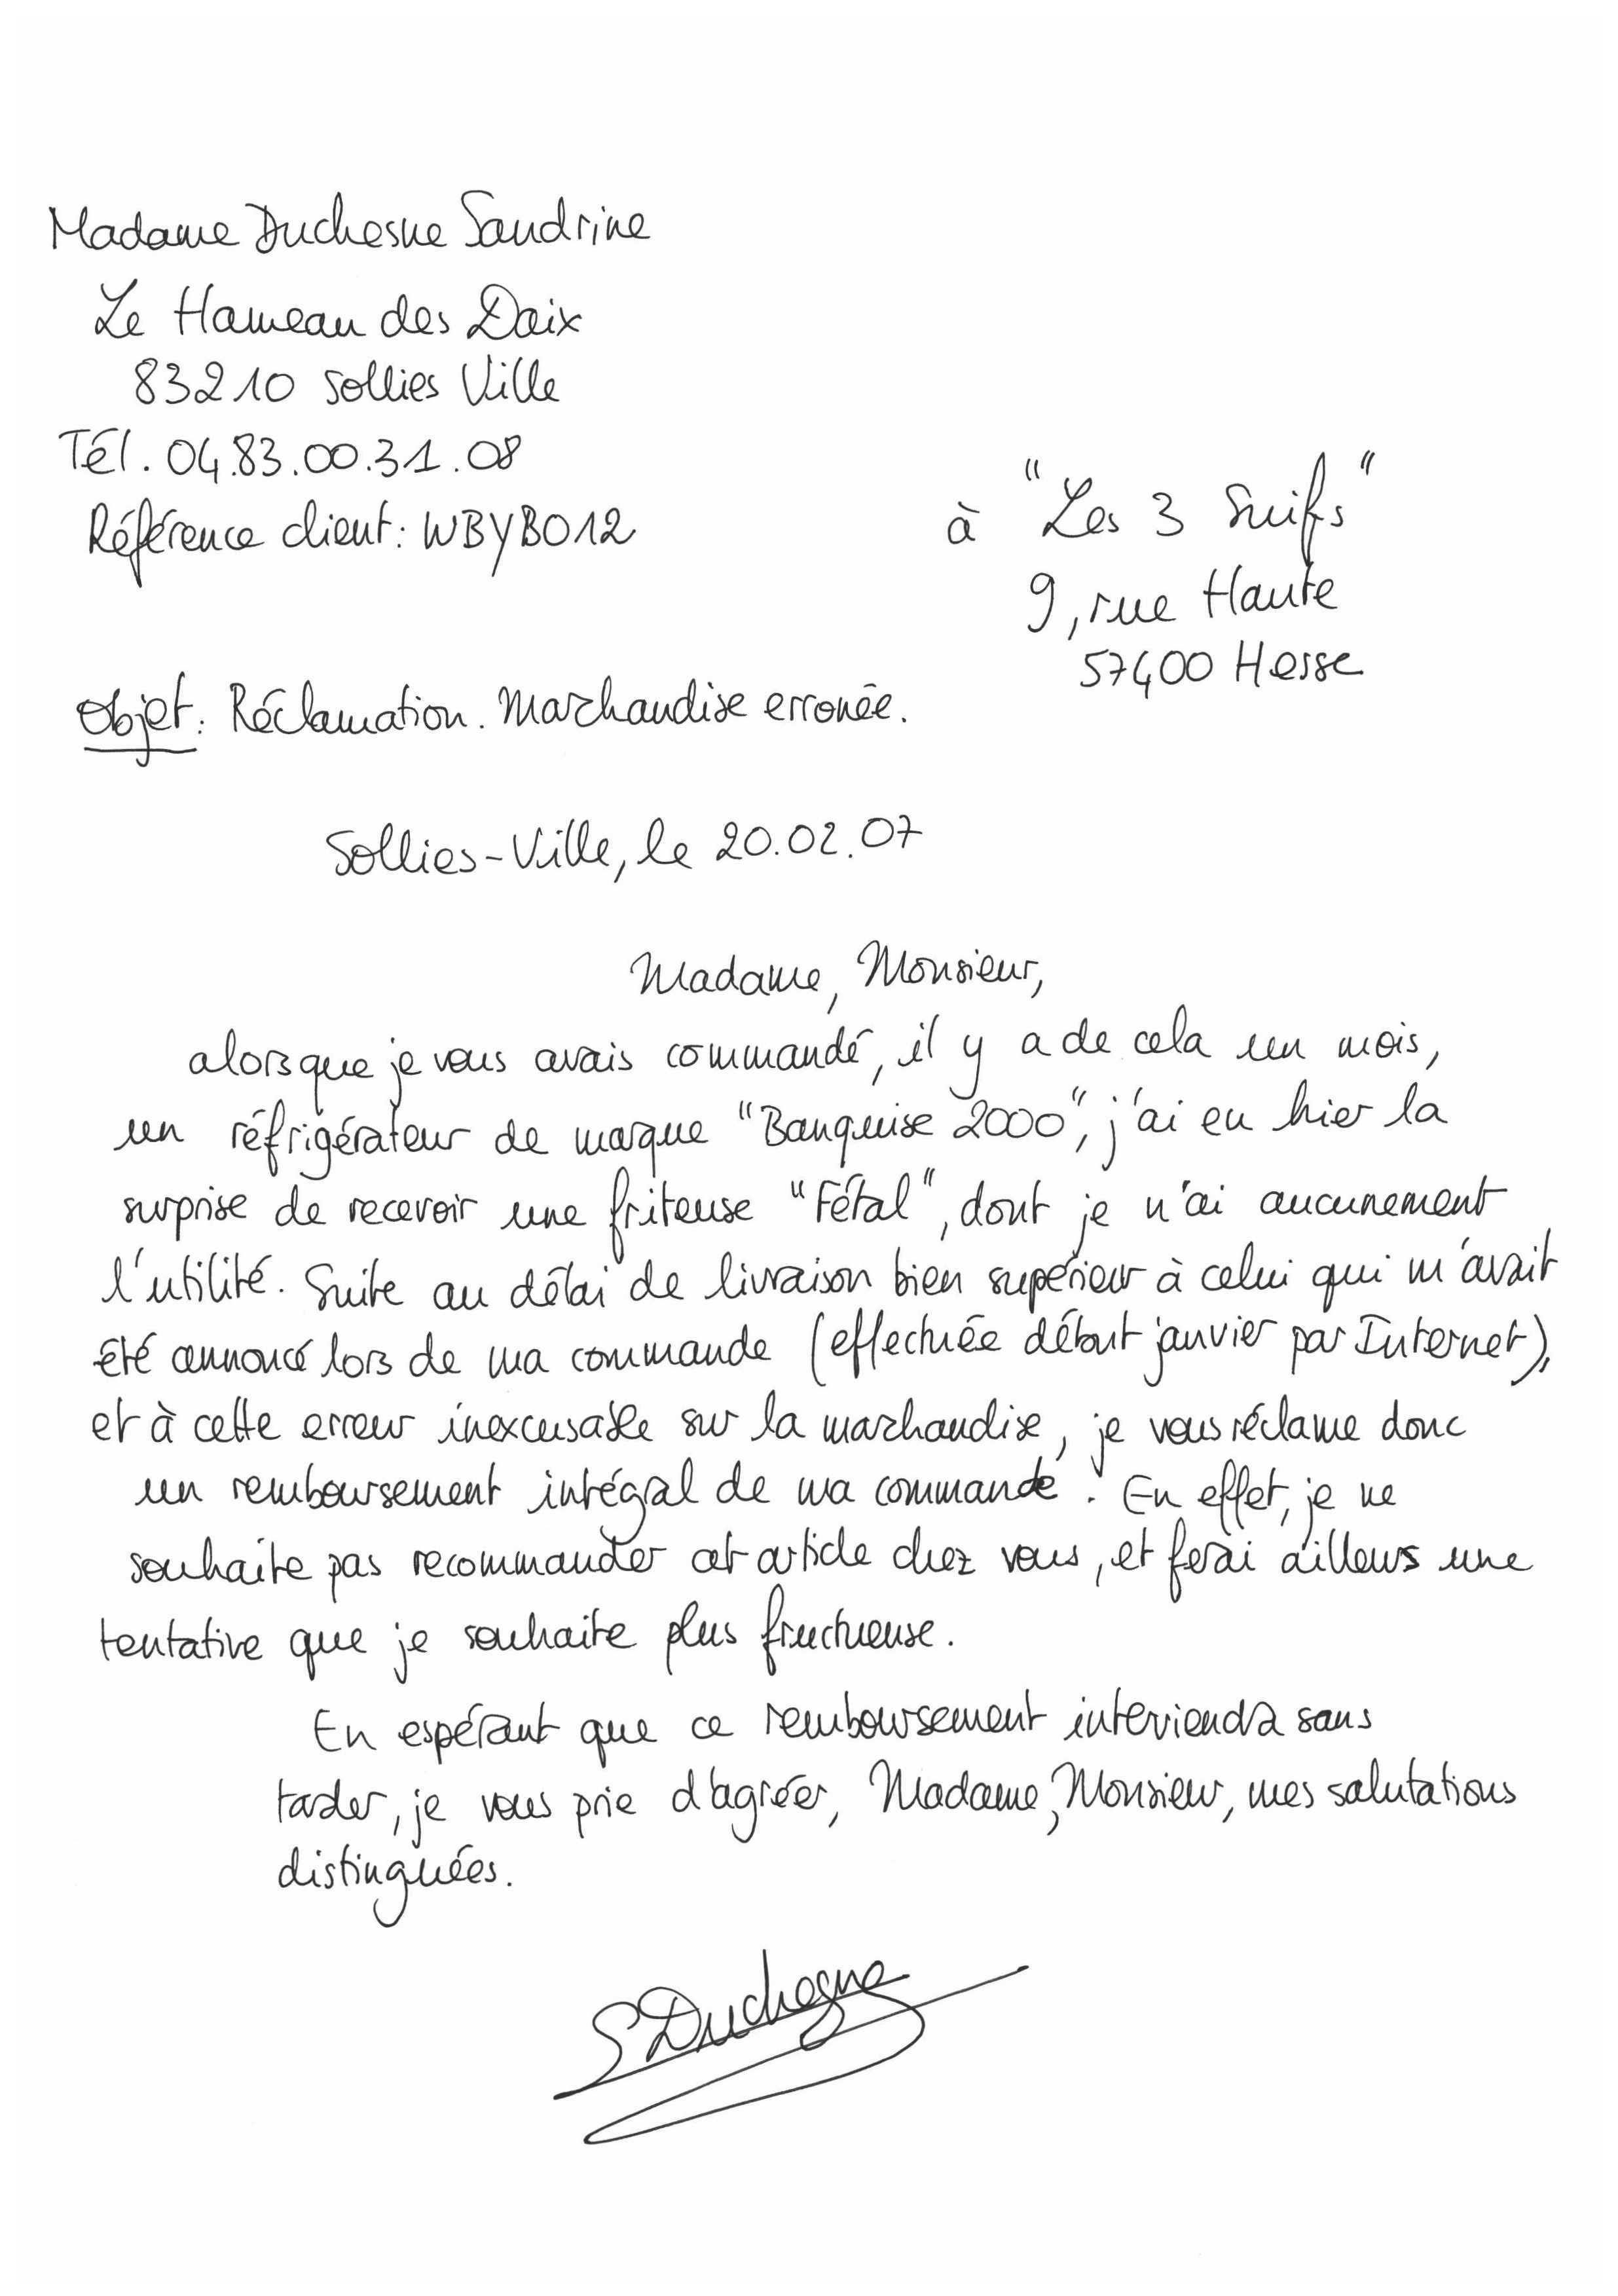 Madame Duchesne Sandrine
Le Hameau des Daix
83210 Sollies Ville
Tél. 04.83.00.31.08
Référence client: WBYBO12
à "Les 3 Suifs"
9, rue Haute
57400 Hesse
Objet: Réclamation. Marchandise erronée.
Sollies-Ville, le 20.02.07
Madame, Monsieur,
alorsque je vous avais commandé, il y a de cela un mois,
un réfrigérateur de marque "Banquise 2000", j'ai eu hier la
surprise de recevoir une friteuse "Fétal", dont je n'ai aucunement
l'utilité. Suite au délai de livraison bien supérieur à celui qui m'avait
été annoncé lors de ma commande (effectuée début janvier par Internet),
et à cette erreur inexcusable sur la marchandise, je vous réclame donc
un remboursement intégral de ma commande. En effet, je ne
souhaite pas recommander cet article chez vous, et ferai ailleurs une
tentative que je souhaite plus fructueuse.
En espérant que ce remboursement interviendra sans
tarder, je vous prie d'agréer, Madame, Monsieur, mes salutations
distinguées.
S Duchesne